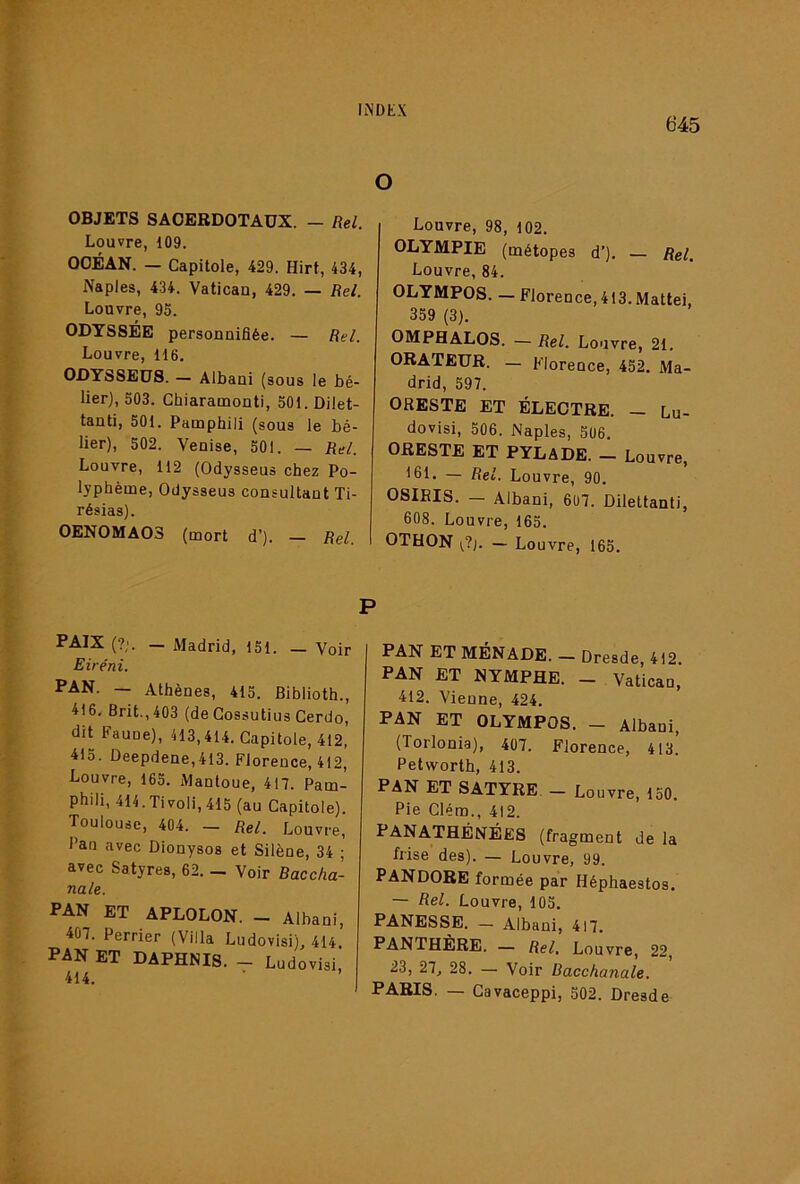 INDEX
645
O
OBJETS SACERDOTAUX. — Rel.
Louvre, 109.
OCÉAN. — Capitole, 429. Hirt, 434,
Naples, 434. Vatican, 429. — Rel.
Louvre, 95.
ODYSSÉE personnifiée. — Rel.
Louvre, 116.
ODYSSEUS. — Albani (sous le bé-
lier), 503. Chiaramonti, 501. Dilet-
tanti, 501. Pamphili (sous le bé-
lier), 502. Venise, 501. — Rel.
Louvre, 112 (Odysseus chez Po-
lyphème, Odysseus consultant Ti-
résias).
OENOMAOS (mort d'). — Rel.
Louvre, 98, 102.
OLYMPIE (métopes d'). — Rel.
Louvre, 84.
OLYMPOS. — Florence, 413. Mattei,
359 (3).
OMPHALOS. — Rel. Louvre, 21.
ORATEUR. — Florence, 452. Ma-
drid, 597.
ORESTE ET ÉLECTRE. — Lu-
dovisi, 506. Naples, 506.
ORESTE ET PYLADE. — Louvre,
161. — Rel. Louvre, 90.
OSIRIS. — Albani, 607. Dilettanti,
608. Louvre, 165.
OTHON (?). — Louvre, 165.
P
PAIX (?). — Madrid, 151. — Voir
Eiréni.
PAN. — Athènes, 415. Biblioth.,
416. Brit., 403 (de Cossutius Cerdo,
dit Faune), 413, 414. Capitole, 412,
415. Deepdene, 413. Florence, 412,
Louvre, 165. Mantoue, 417. Pam-
phili, 414. Tivoli, 415 (au Capitole).
Toulouse, 404. — Rel. Louvre,
Pan avec Dionysos et Silène, 34 ;
avec Satyres, 62. — Voir Baccha-
nale.
PAN ET APLOLON. — Albani,
407. Perrier (Villa Ludovisi), 414.
PAN ET DAPHNIS. — Ludovisi,
414.
PAN ET MÉNADE. — Dresde, 412.
PAN ET NYMPHE. — Vatican,
412. Vienne, 424.
PAN ET OLYMPOS. — Albani,
(Torlonia), 407. Florence, 413.
Petworth, 413.
PAN ET SATYRE. — Louvre, 150.
Pie Clém., 412.
PANATHÉNÉES (fragment de la
frise des). — Louvre, 99.
PANDORE formée par Héphaestos.
— Rel. Louvre, 105.
PANESSE. — Albani, 417.
PANTHÈRE. — Rel. Louvre, 22,
23, 27, 28. — Voir Bacchanale.
PARIS. — Cavaceppi, 502. Dresde